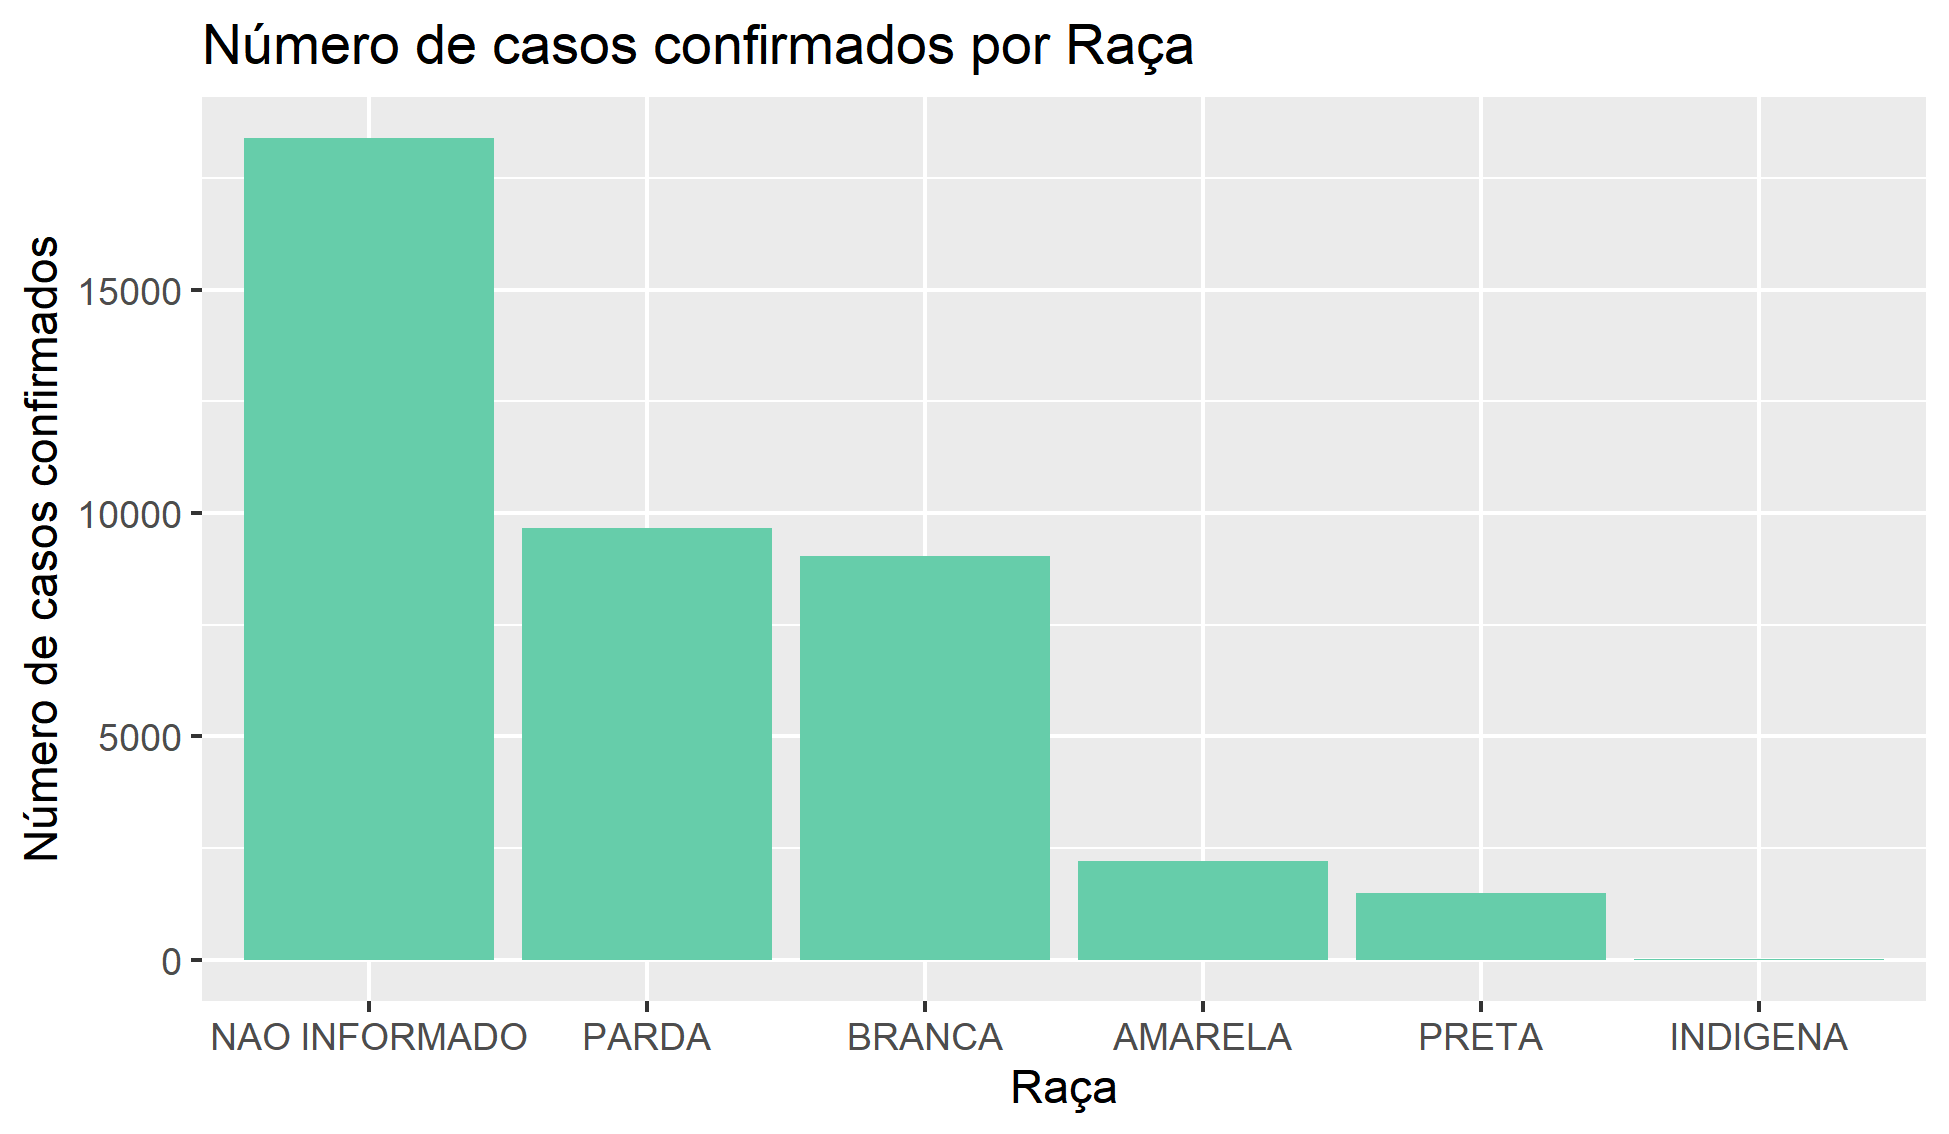 Número de casos confirmados por Raça
Número de casos confirmados
15000
10000
5000
0
NAO INFORMADO PARDA BRANCA AMARELA PRETA INDIGENA
Raça